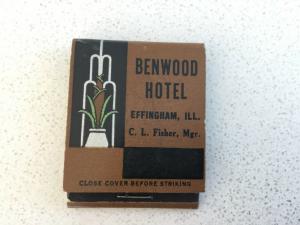 BENWOOD
HOTEL
EFFINGHAM, ILL.
C. L. Fisher, Mgr.
CLOSE COVER BEFORE STRIKING